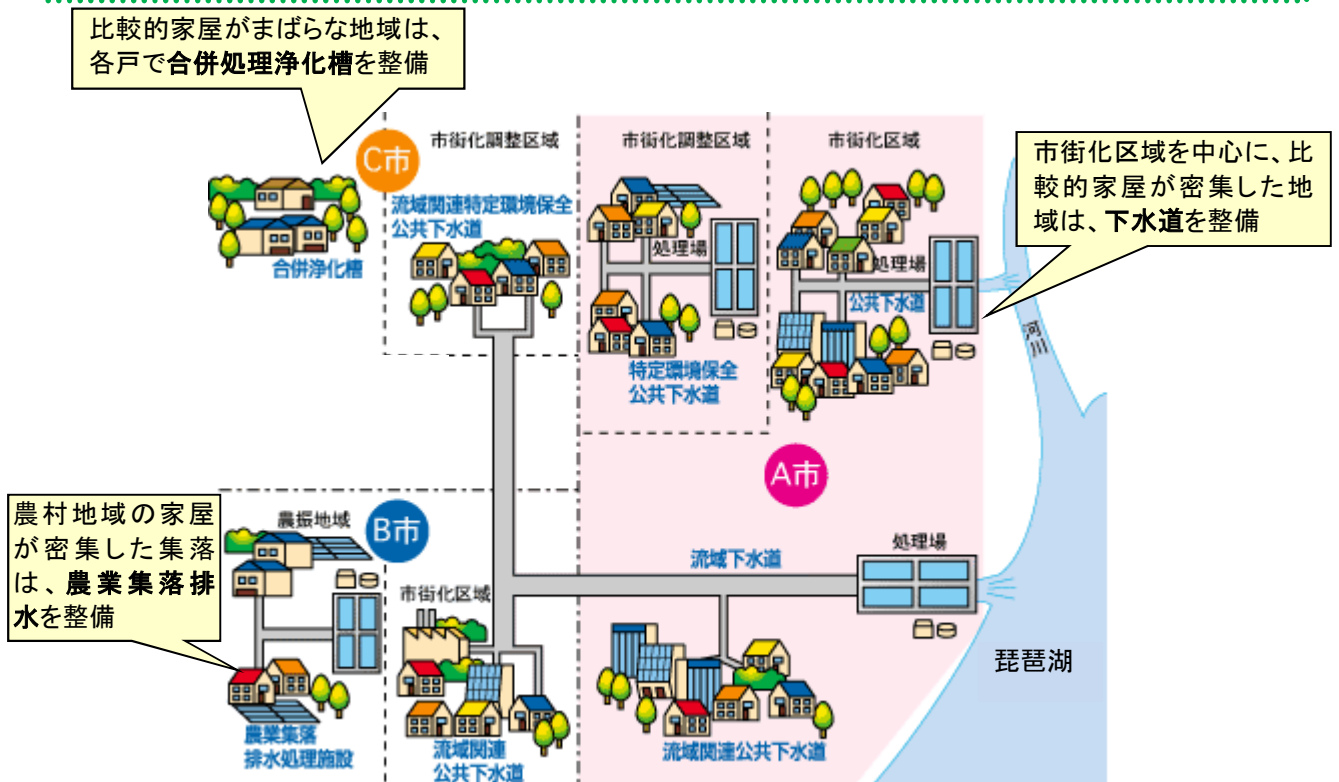 比較的家屋がまばらな地域は、
各戸で合併処理浄化槽を整備
C市
市街化調整区域
市街化調整区域
市街化区域
市街化区域を中心に、比
較的家屋が密集した地
域は、下水道を整備
流域関連特定環境保全
公共下水道
合併浄化槽
処理場
処理場
公共下水道
河川
特定環境保全
公共下水道
A市
農村地域の家屋
が密集した集落
は、農業集落排
水を整備
農振地域
B市
市街化区域
流域下水道
処理場
琵琶湖
農業集落
排水処理施設
流域関連
公共下水道
流域関連公共下水道